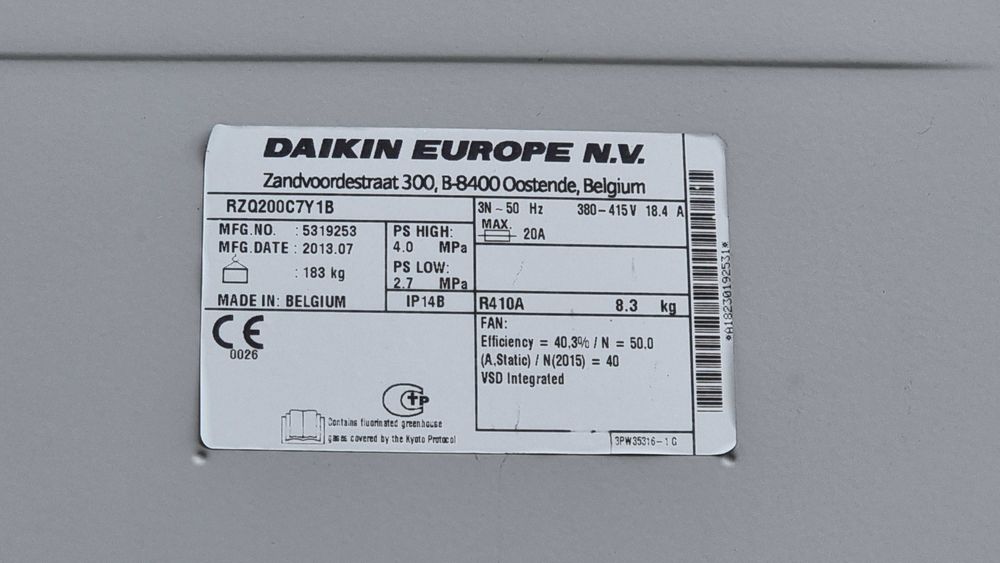 DAIKIN EUROPE N.V.
Zandvoordestraat 300, B-8400 Oostende, Belgium
RZQ200C7Y1B
3N~50 Hz 380-415V 18.4 A
MAX. 20A
MFG.NO. : 5319253
MFG.DATE : 2013.07
: 183 kg
PS HIGH:
4.0 MPa
PS LOW:
2.7 MPa
MADE IN: BELGIUM
IP14B
R410A 8.3 kg
CE
0026
FAN:
Efficiency = 40,3% / N = 50,0
(A,Static) / N(2015) = 40
VSD Integrated
Contains fluorinated greenhouse
gases covered by the Kyoto Protocol
3PW35316-1 G
*A18230192531*